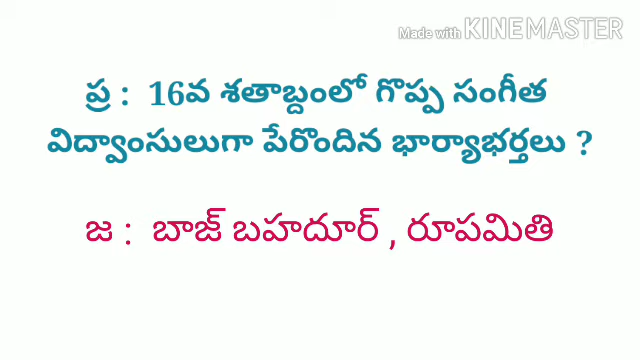 Made with KINEMASTER
ప్ర : 16వ శతాబ్దంలో గొప్ప సంగీత
విద్వాంసులుగా పేరొందిన భార్యాభర్తలు ?
జ : బాజ్ బహదూర్ , రూపమితి